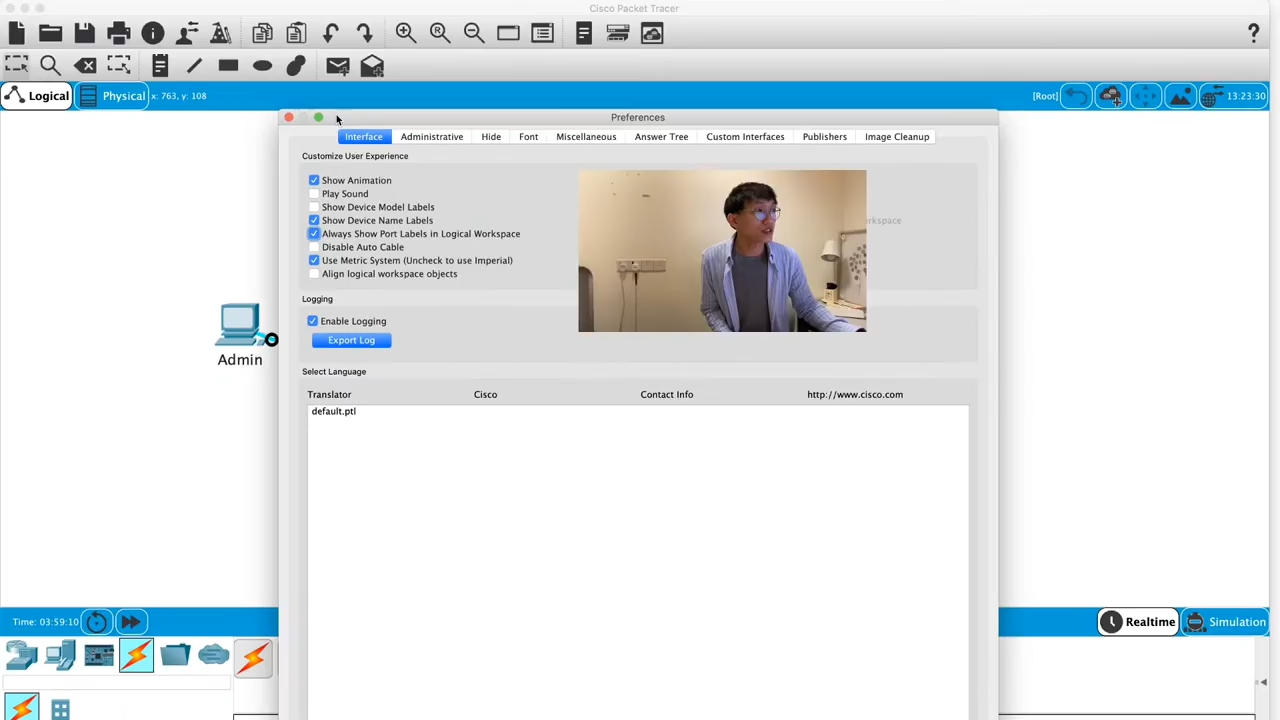 Cisco Packet Tracer
?
Logical
Physical
x: 763, y: 108
[Root]
13:23:30
Preferences
Interface
Administrative
Hide
Font
Miscellaneous
Answer Tree
Custom Interfaces
Publishers
Image Cleanup
Customize User Experience
Show Animation
Play Sound
Show Device Model Labels
Show Device Name Labels
Always Show Port Labels in Logical Workspace
Disable Auto Cable
Use Metric System (Uncheck to use Imperial)
Align logical workspace objects
Logging
Enable Logging
Export Log
Admin
Select Language
Translator
Cisco
Contact Info
http://www.cisco.com
default.ptl
Time: 03:59:10
Realtime
Simulation